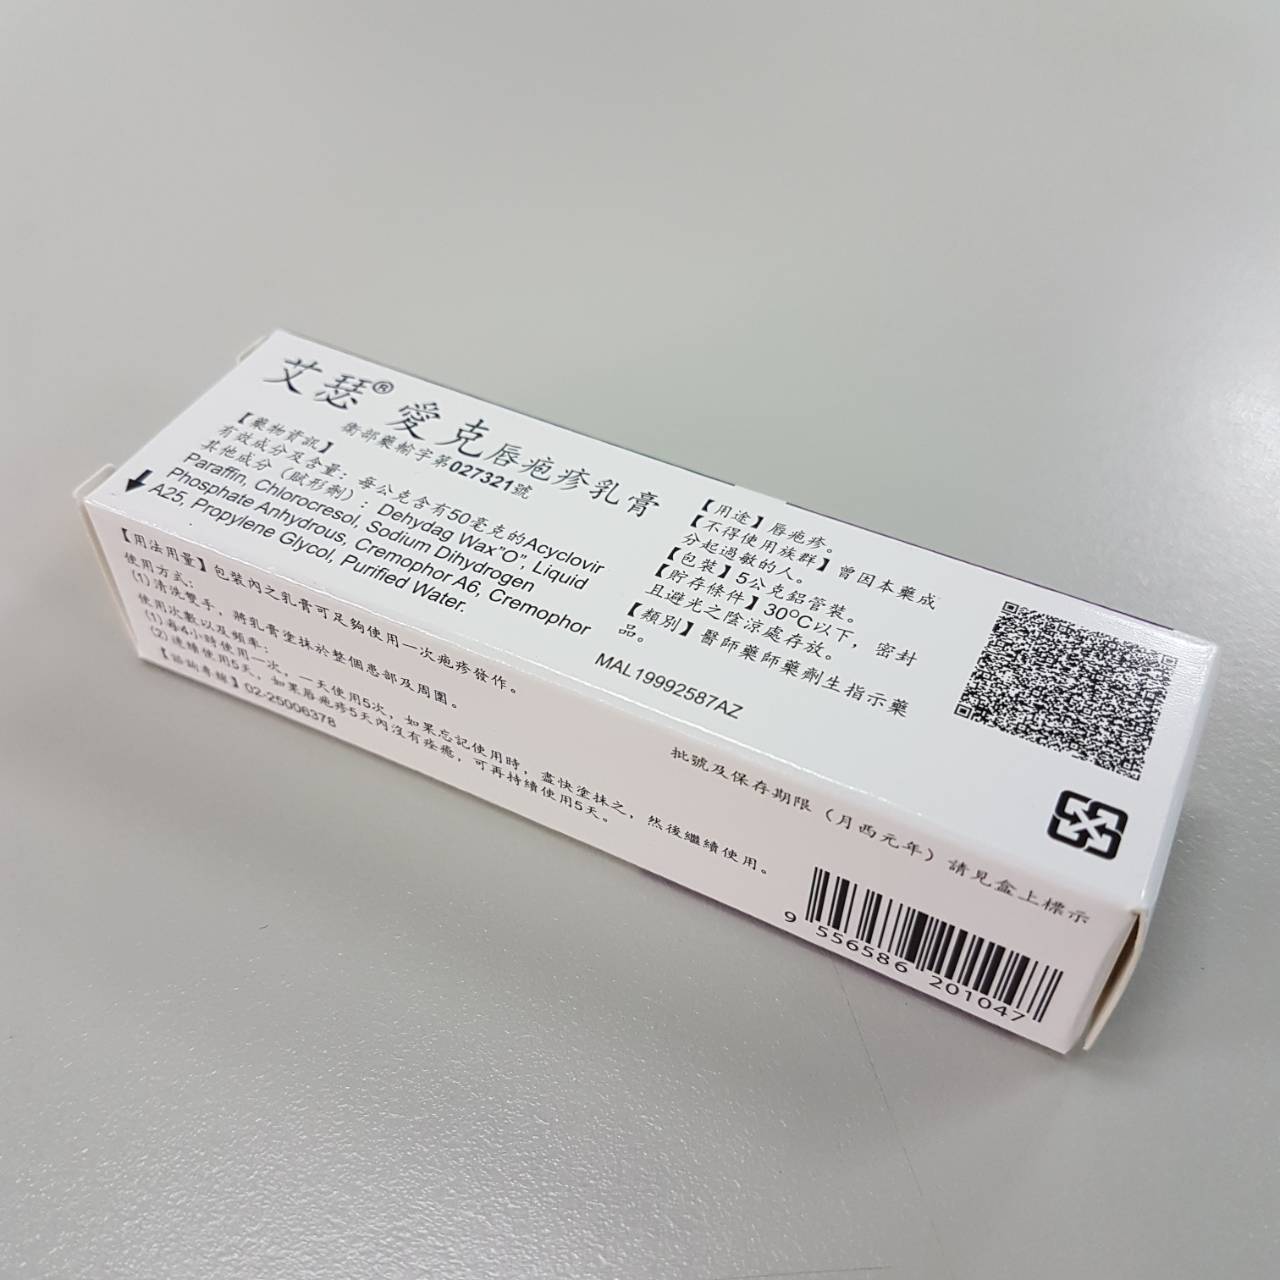 艾瑟® 愛克唇疱疹乳膏
衛部藥輸字第027321號
【藥物資訊】
有效成分及含量：每公克含有50毫克的Acyclovir
其他成分（賦形劑）：Dehydag Wax"O", Liquid
Paraffin, Chlorocresol, Sodium Dihydrogen
Phosphate Anhydrous, Cremophor A6, Cremophor
A25, Propylene Glycol, Purified Water.
【用途】唇疱疹。
【不得使用族群】曾因本藥成
分起過敏的人。
【包裝】5公克鋁管裝。
【貯存條件】30°C以下，密封
且避光之陰涼處存放。
【類別】醫師藥師藥劑生指示藥
品。
MAL19992587AZ
【用法用量】包裝內之乳膏可足夠使用一次疱疹發作。
使用方式：
(1)清洗雙手，將乳膏塗抹於整個患部及周圍。
使用次數以及頻率：
(1)每4小時使用一次，一天使用5次，如果忘記使用時，盡快塗抹之，然後繼續使用。
(2)連續使用5天，如果唇疱疹5天內沒有痊癒，可再持續使用5天。
【諮詢專線】02-25006378
批號及保存期限（月西元年）請見盒上標示
9 556586 201047